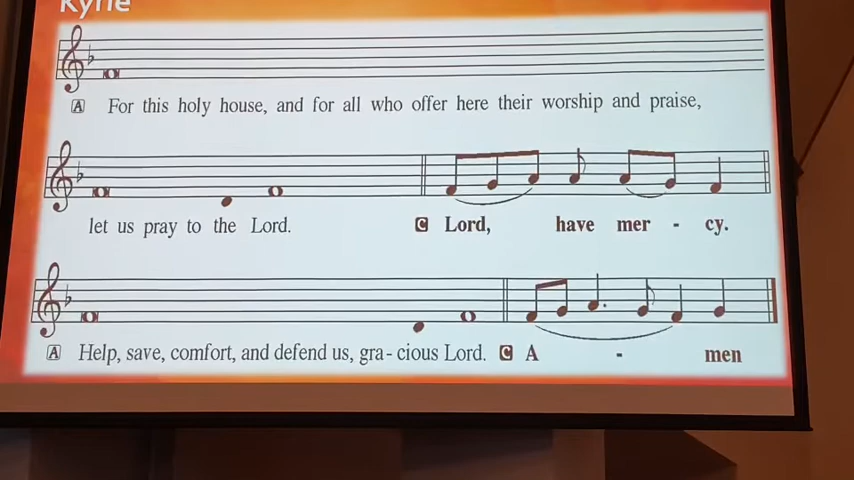 Kyrie
A For this holy house, and for all who offer here their worship and praise,
let us pray to the Lord. C Lord, have mer - cy.
A Help, save, comfort, and defend us, gra - cious Lord. C A - men